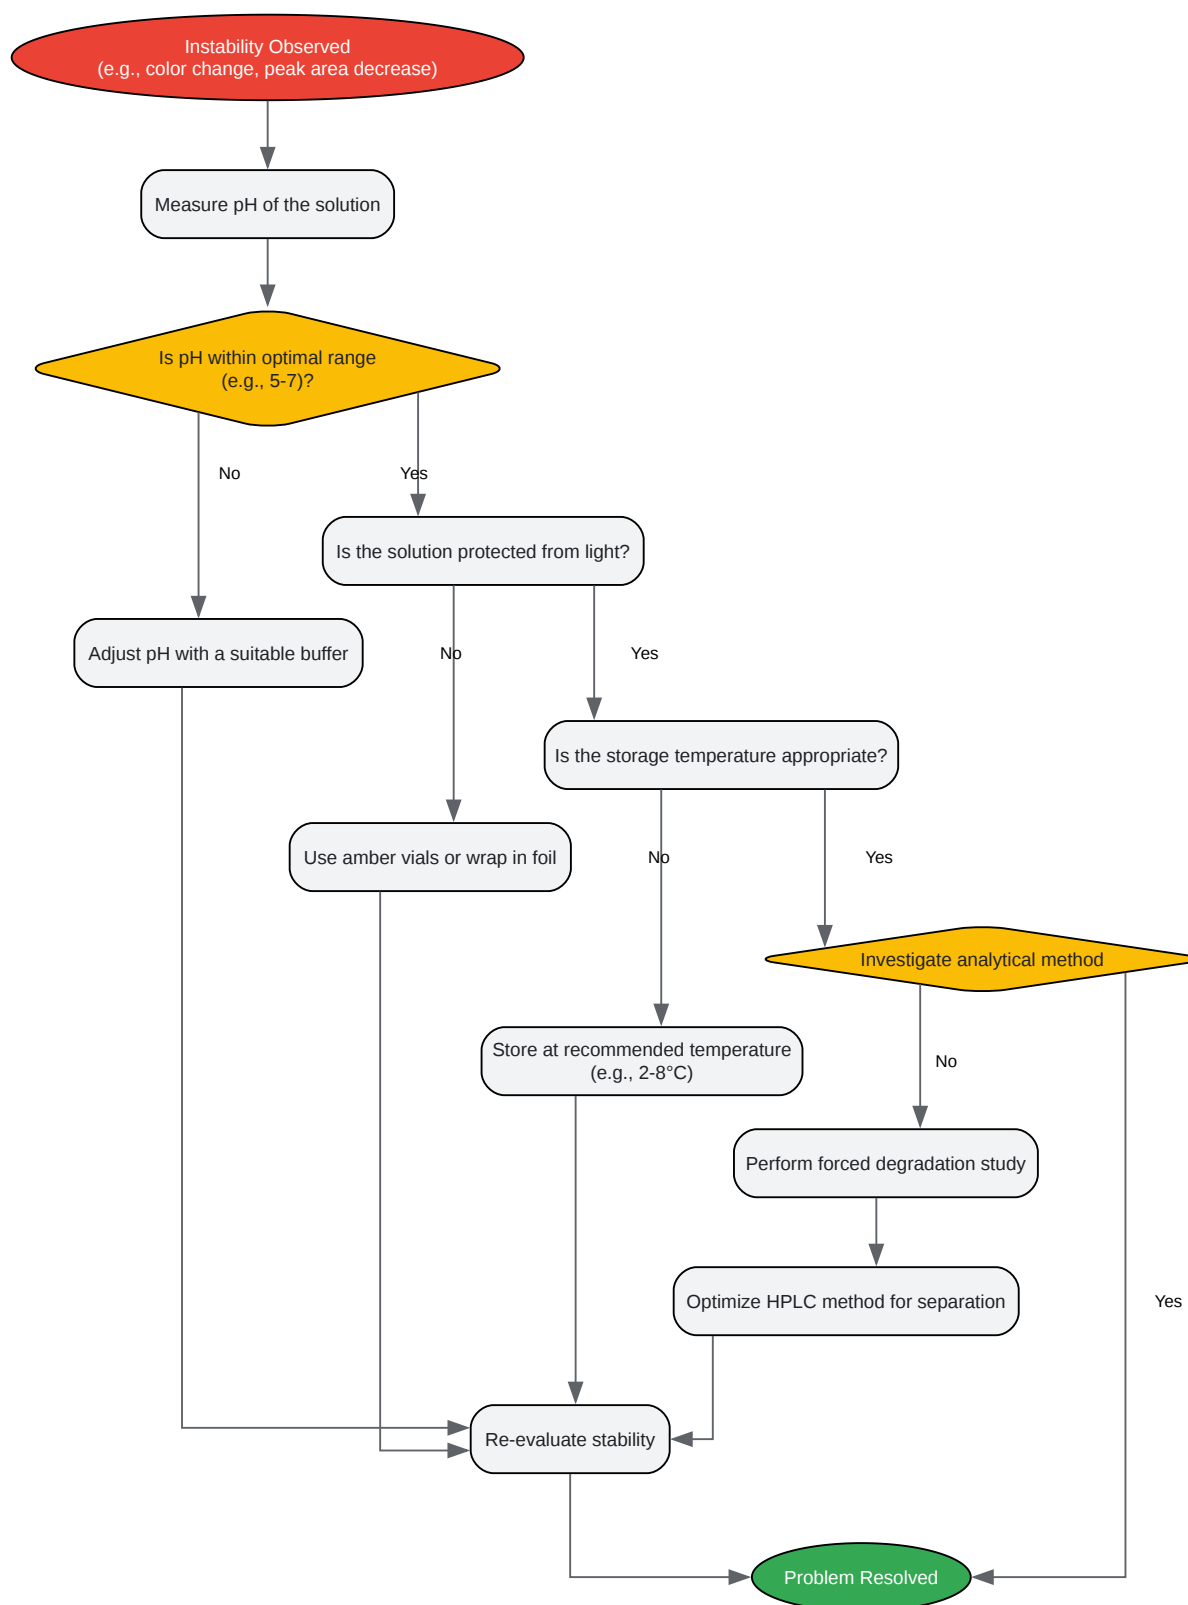 Instability Observed
(e.g., color change, peak area decrease)
Measure pH of the solution
Is pH within optimal range
(e.g., 5-7)?
No
Yes
Is the solution protected from light?
Adjust pH with a suitable buffer
No
Yes
Is the storage temperature appropriate?
Use amber vials or wrap in foil
No
Yes
Investigate analytical method
Store at recommended temperature
(e.g., 2-8°C)
No
Perform forced degradation study
Optimize HPLC method for separation
Yes
Re-evaluate stability
Problem Resolved